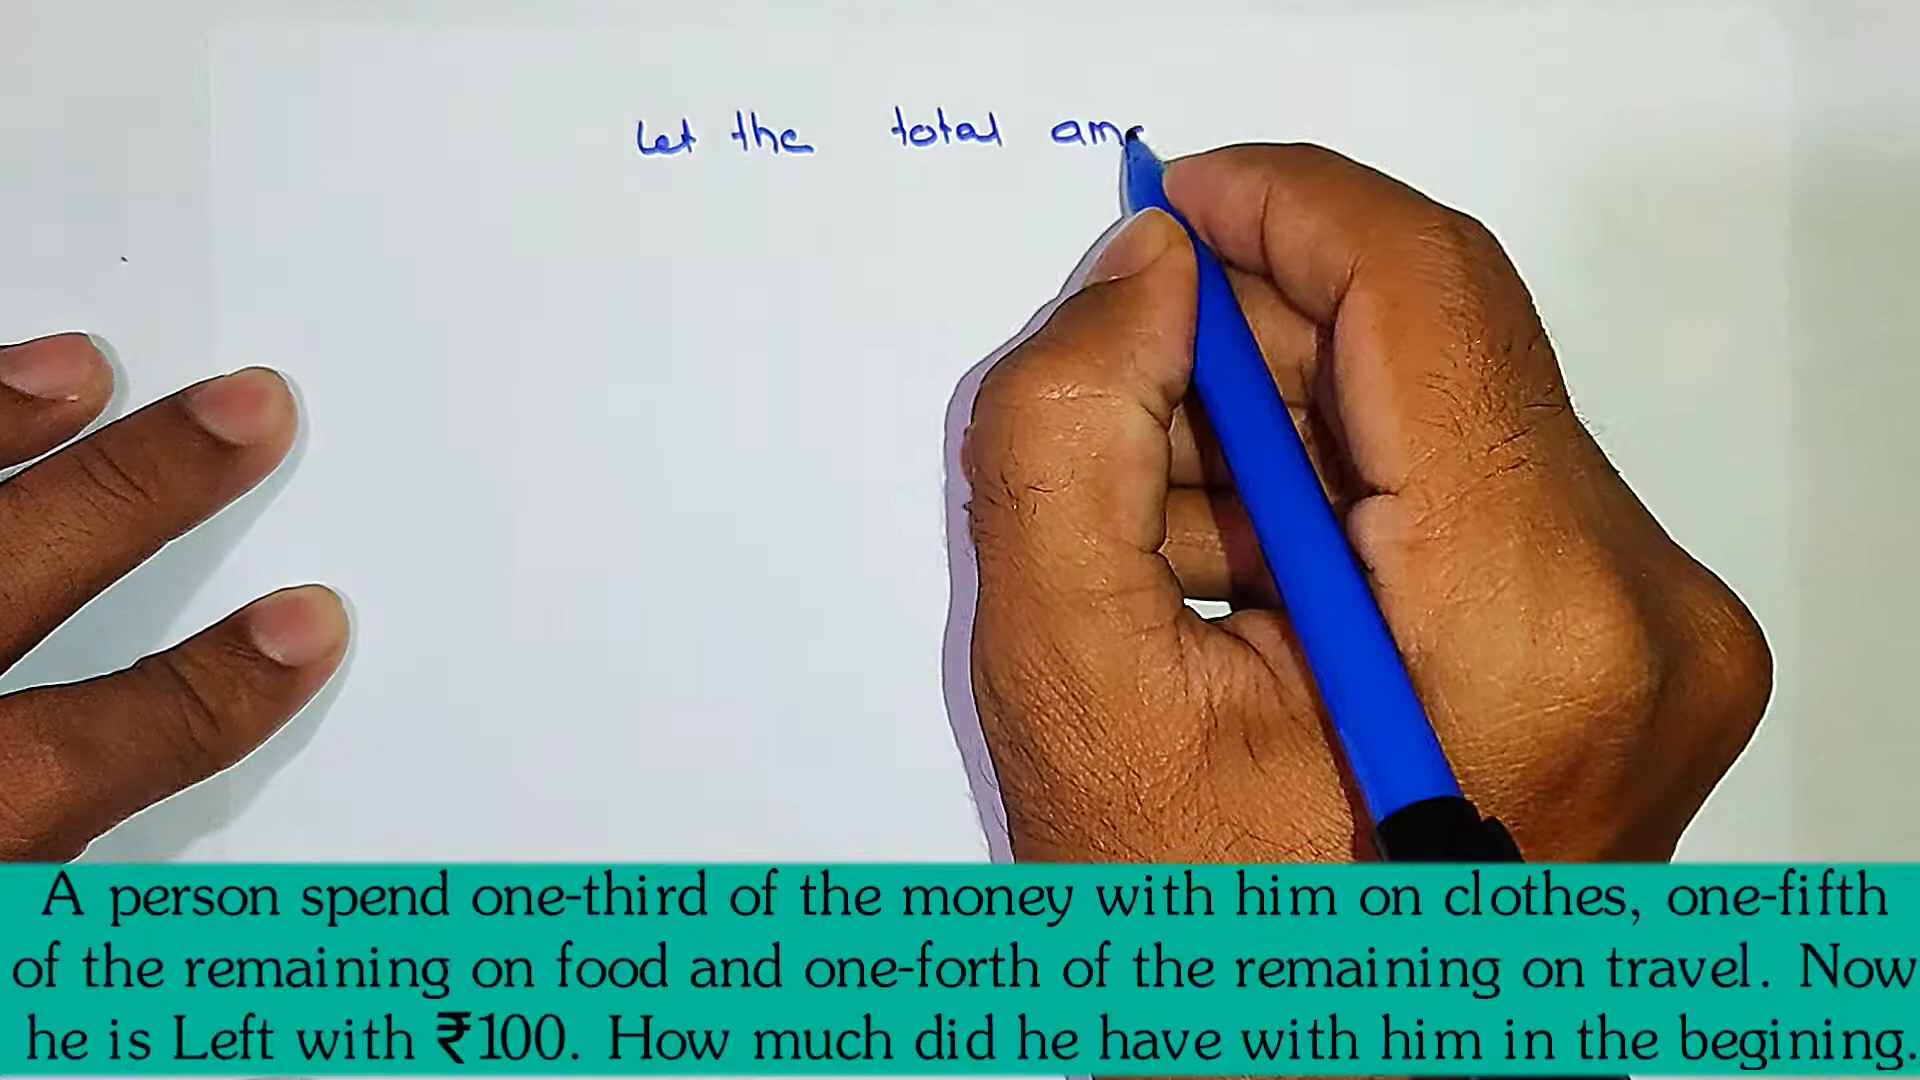 Let the total amo
A person spend one-third of the money with him on clothes, one-fifth
of the remaining on food and one-forth of the remaining on travel. Now
he is Left with ₹100. How much did he have with him in the begining.